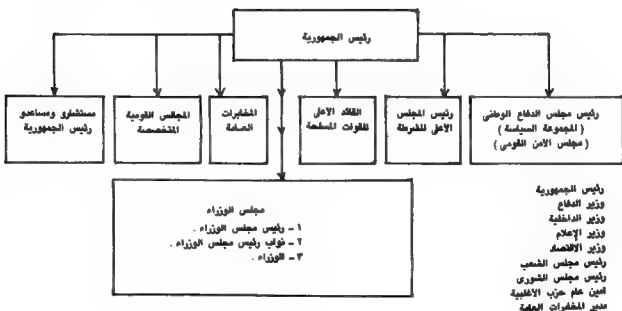 رئيس الجمهورية
رئيس مجلس الدفاع الوطنى
( المجموعة السياسة )
( مجلس الأمن القومى )
رئيس المجلس
الأعلى للشرطة
القائد الأعلى
للقوات المسلحة
المخابرات
العامة
المجالس القومية
المتخصصة
مستشارو ومساعدو
رئيس الجمهورية
مجلس الوزراء
١ - رئيس مجلس الوزراء .
٢ - نواب رئيس مجلس الوزراء .
٣ - الوزراء .
رئيس الجمهورية
وزير الدفاع
وزير الداخلية
وزير الإعلام
وزير الاقتصاد
رئيس مجلس الشعب
رئيس مجلس الشورى
أمين عام حزب الأغلبية
مدير المخابرات العامة